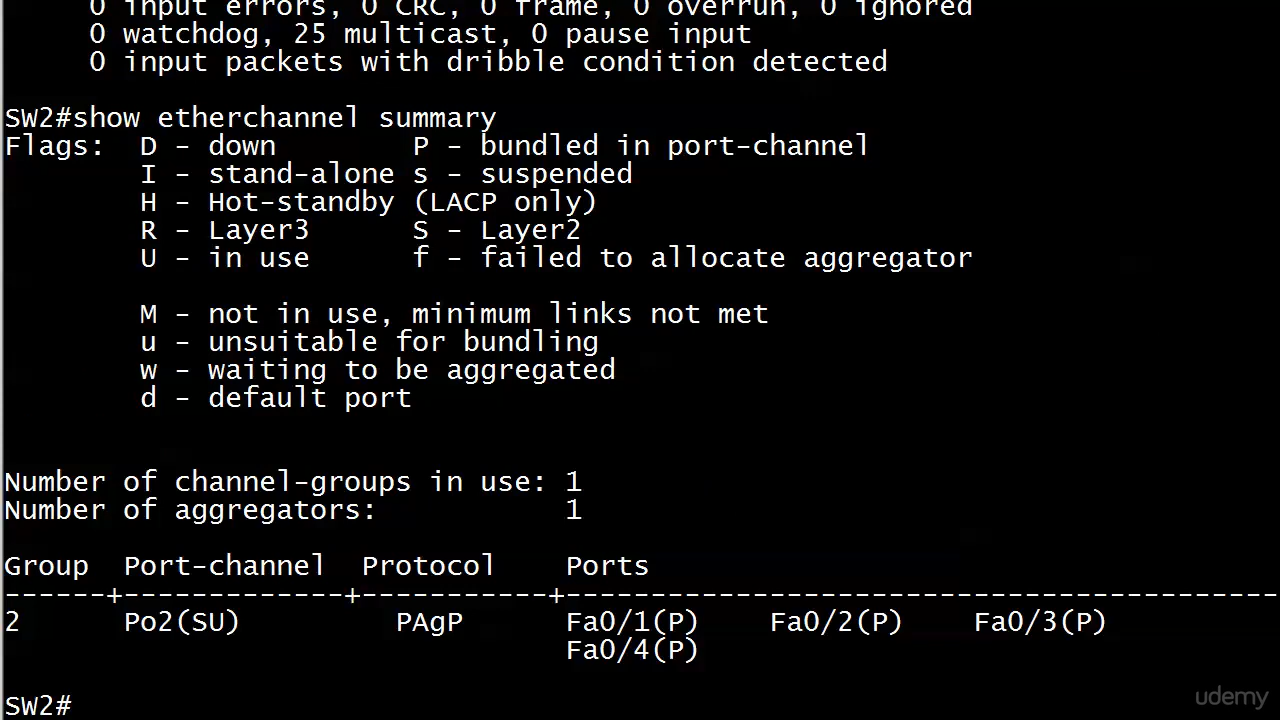 0 input errors, 0 CRC, 0 frame, 0 overrun, 0 ignored
0 watchdog, 25 multicast, 0 pause input
0 input packets with dribble condition detected
SW2#show etherchannel summary
Flags:  D - down        P - bundled in port-channel
I - stand-alone s - suspended
H - Hot-standby (LACP only)
R - Layer3      S - Layer2
U - in use      f - failed to allocate aggregator
M - not in use, minimum links not met
u - unsuitable for bundling
w - waiting to be aggregated
d - default port
Number of channel-groups in use: 1
Number of aggregators:           1
Group  Port-channel  Protocol    Ports
------+-------------+-----------+------------------------------------------
2      Po2(SU)         PAgP      Fa0/1(P)    Fa0/2(P)    Fa0/3(P)
Fa0/4(P)
SW2#
udemy